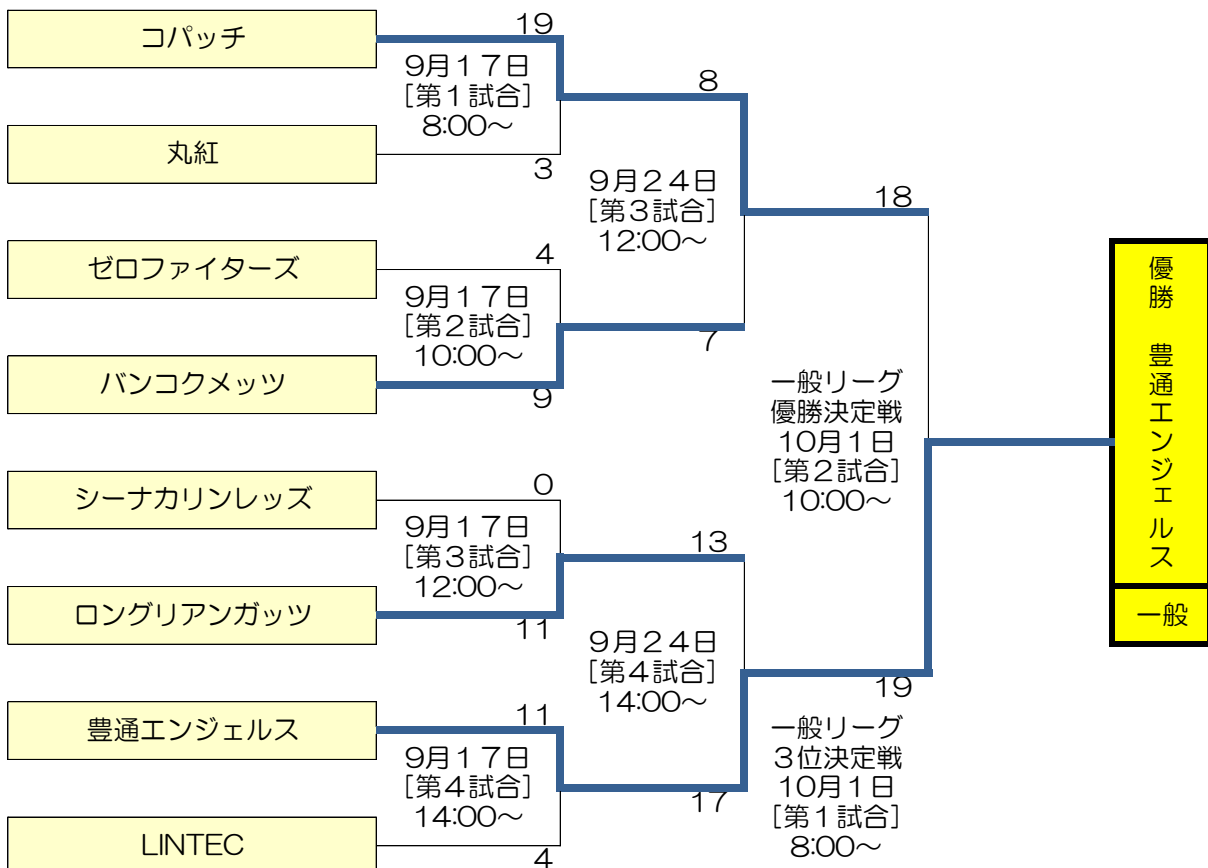 コパッチ
19
9月17日
[第1試合]
8:00～
丸紅
3
8
9月24日
[第3試合]
12:00～
ゼロファイターズ
4
9月17日
[第2試合]
10:00～
バンコクメッツ
9
7
18
一般リーグ
優勝決定戦
10月1日
[第2試合]
10:00～
シーナカリンレッズ
0
9月17日
[第3試合]
12:00～
ロングリアンガッツ
11
13
9月24日
[第4試合]
14:00～
豊通エンジェルス
11
9月17日
[第4試合]
14:00～
LINTEC
4
17
19
一般リーグ
3位決定戦
10月1日
[第1試合]
8:00～
優勝 豊通エンジェルス
一般